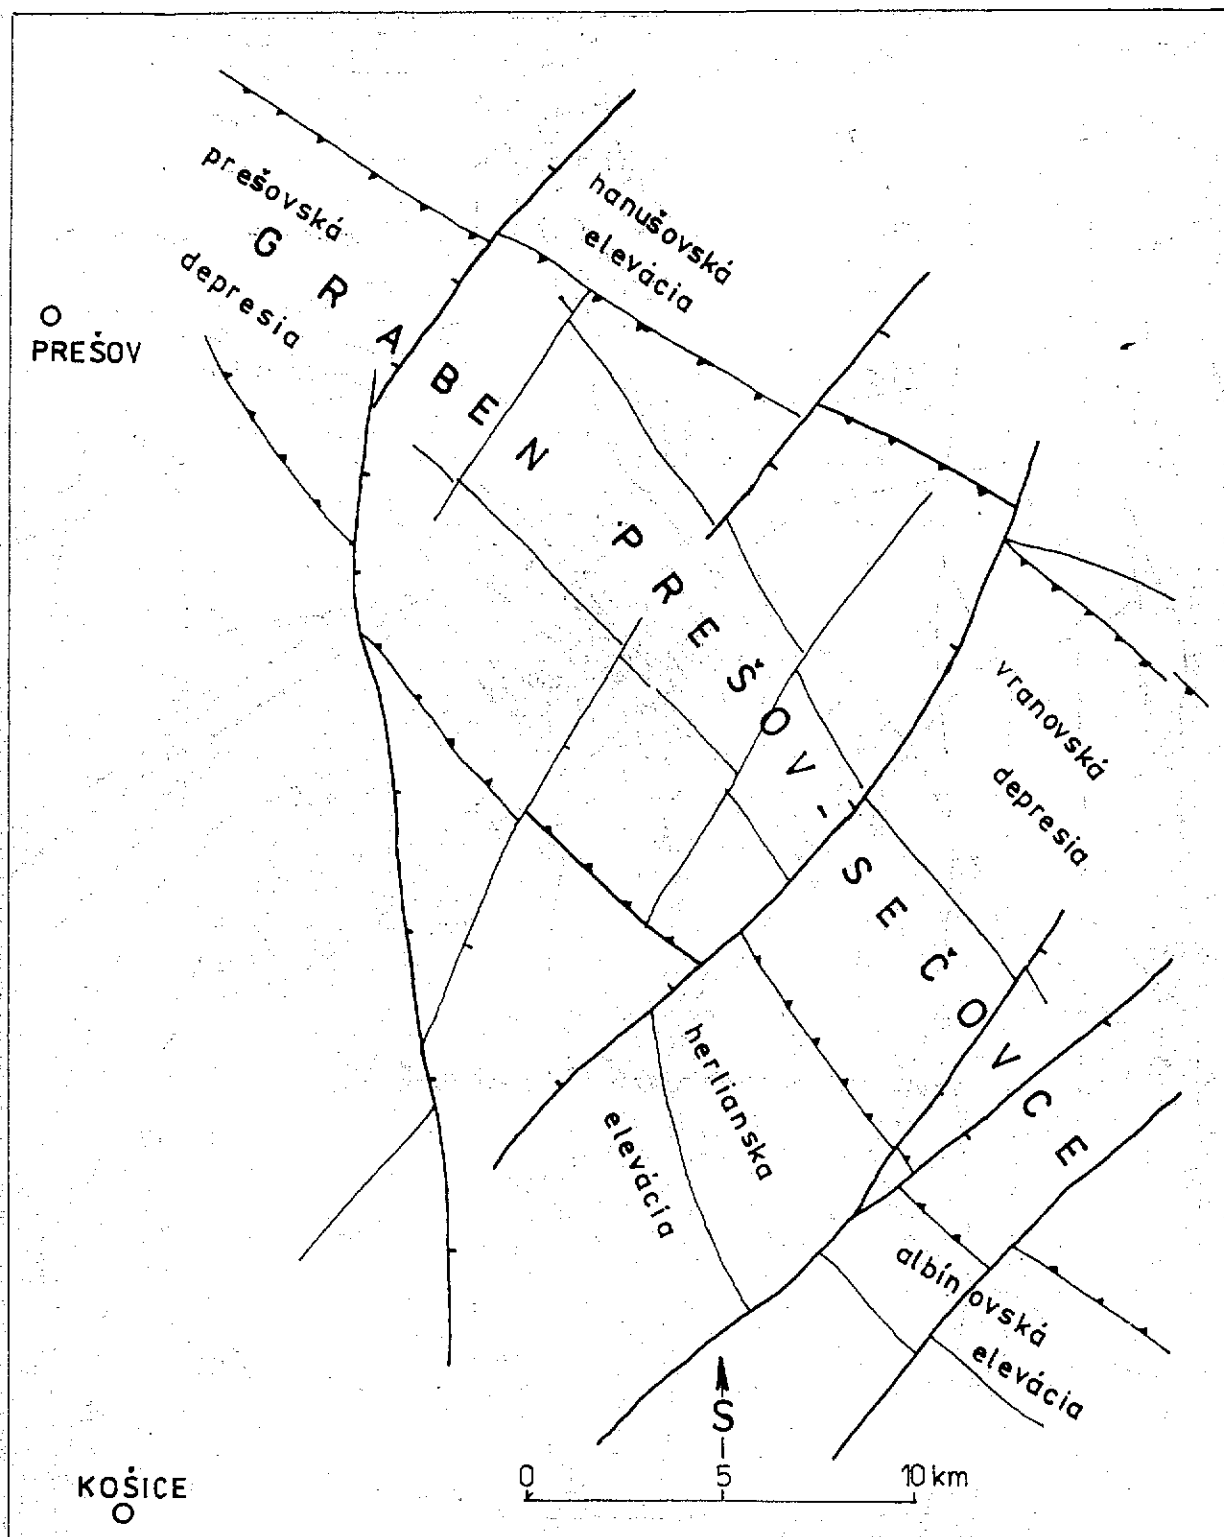 prešovská
depresia
GRABEN PREŠOV-SEČOVCE
hanušovská
elevácia
PREŠOV
vranovská
depresia
herlianska
elevácia
albínovská
elevácia
S
0 5 10 km
KOŠICE